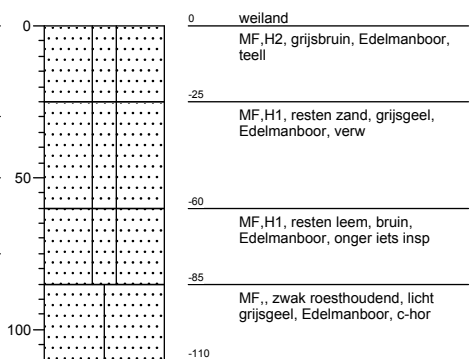 0
50
100
0 weiland
MF,H2, grijsbruin, Edelmanboor,
teell
-25
MF,H1, resten zand, grijsgeel,
Edelmanboor, verw
-60
MF,H1, resten leem, bruin,
Edelmanboor, onger iets insp
-85
MF,, zwak roesthoudend, licht
grijsgeel, Edelmanboor, c-hor
-110